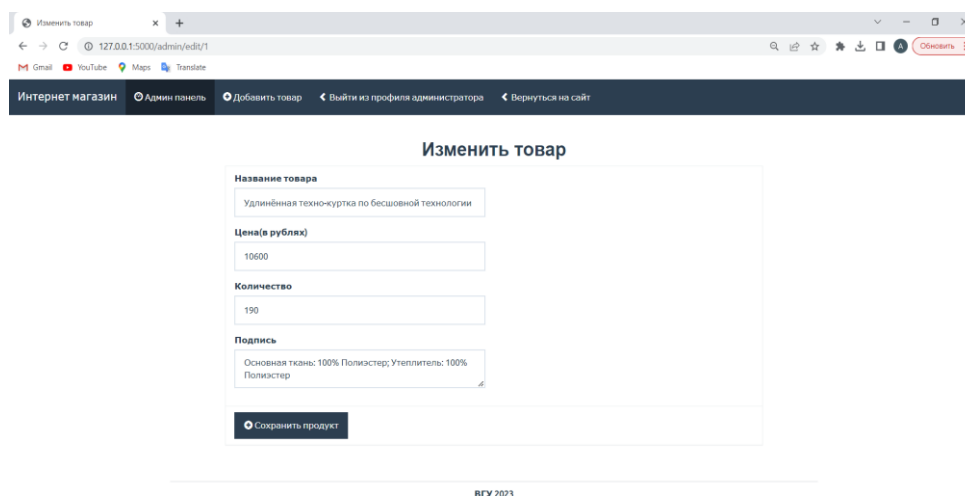 Изменить товар
127.0.0.1:5000/admin/edit/1
Обновить
Gmail YouTube Maps Translate
Интернет магазин Админ панель Добавить товар Выйти из профиля администратора Вернуться на сайт
Изменить товар
Название товара
Удлинённая техно-куртка по бесшовной технологии
Цена(в рублях)
10600
Количество
190
Подпись
Основная ткань: 100% Полиэстер; Утеплитель: 100%
Полиэстер
Сохранить продукт
ВГУ 2023